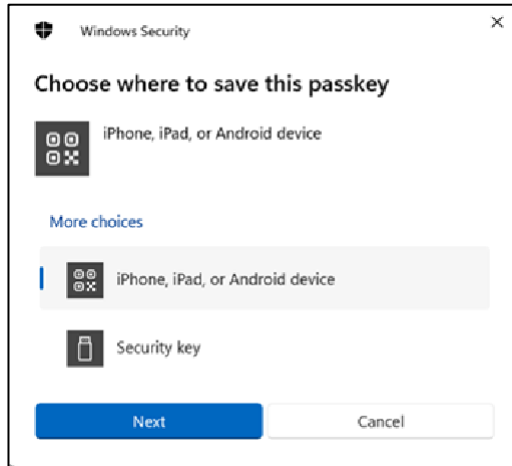 Windows Security
Choose where to save this passkey
iPhone, iPad, or Android device
More choices
iPhone, iPad, or Android device
Security key
Next
Cancel